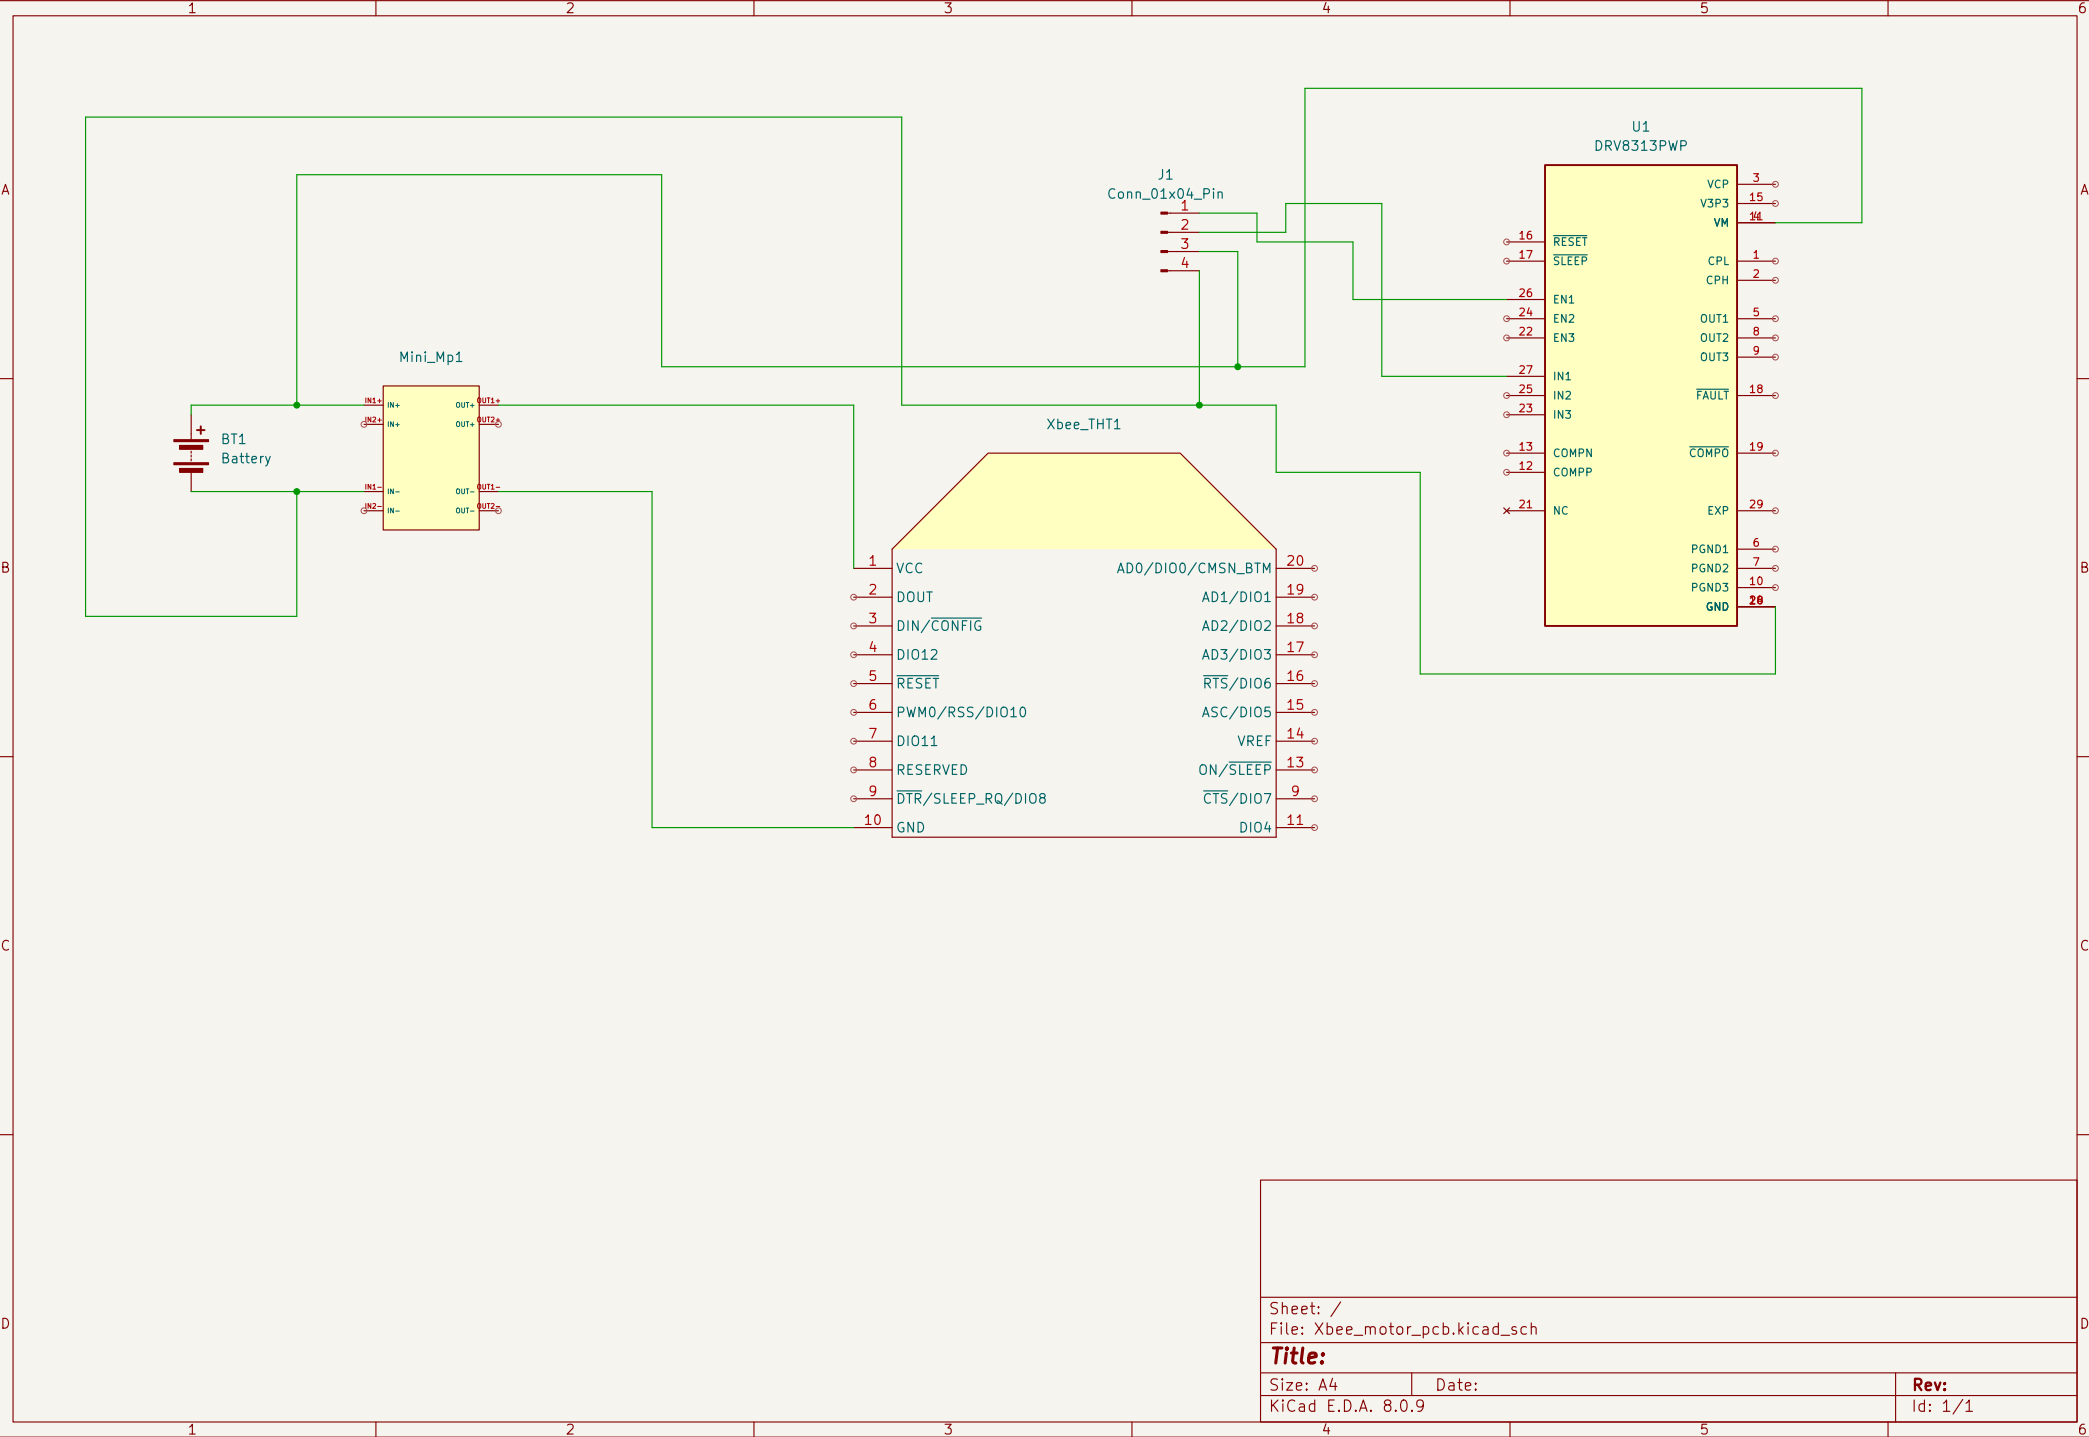 1 2 3 4 5 6
A A
B B
C C
D D
U1
DRV8313PWP
J1
Conn_01x04_Pin
1
2
3
4
Mini_Mp1
IN1+ IN+ OUT+ OUT1+
IN2+ IN+ OUT+ OUT2+
IN1- IN- OUT- OUT1-
IN2- IN- OUT- OUT2-
+
BT1
Battery
Xbee_THT1
1 VCC AD0/DIO0/CMSN_BTM 20
2 DOUT AD1/DIO1 19
3 DIN/CONFIG AD2/DIO2 18
4 DIO12 AD3/DIO3 17
5 RESET RTS/DIO6 16
6 PWM0/RSS/DIO10 ASC/DIO5 15
7 DIO11 VREF 14
8 RESERVED ON/SLEEP 13
9 DTR/SLEEP_RQ/DIO8 CTS/DIO7 9
10 GND DIO4 11
VCP 3
V3P3 15
VM
16 RESET
17 SLEEP CPL 1
CPH 2
26 EN1
24 EN2 OUT1 5
22 EN3 OUT2 8
OUT3 9
27 IN1
25 IN2 FAULT 18
23 IN3
13 COMPN COMPO 19
12 COMPP
21 NC EXP 29
PGND1 6
PGND2 7
PGND3 10
GND
Sheet: /
File: Xbee_motor_pcb.kicad_sch
Title:
Size: A4 Date: Rev:
KiCad E.D.A. 8.0.9 Id: 1/1
1 2 3 4 5 6